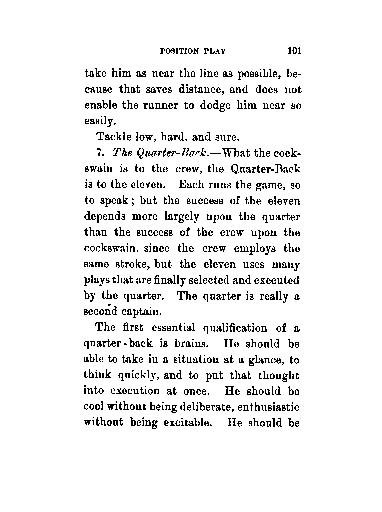 POSITION PLAY 101
take him as near the line as possible, be-
cause that saves distance, and does not
enable the runner to dodge him near so
easily.
Tackle low, hard, and sure.
7. The Quarter-Back.—What the cock-
swain is to the crew, the Quarter-Back
is to the eleven. Each runs the game, so
to speak; but the success of the eleven
depends more largely upon the quarter
than the success of the crew upon the
cockswain, since the crew employs the
same stroke, but the eleven uses many
plays that are finally selected and executed
by the quarter. The quarter is really a
second captain.
The first essential qualification of a
quarter-back is brains. He should be
able to take in a situation at a glance, to
think quickly, and to put that thought
into execution at once. He should be
cool without being deliberate, enthusiastic
without being excitable. He should be